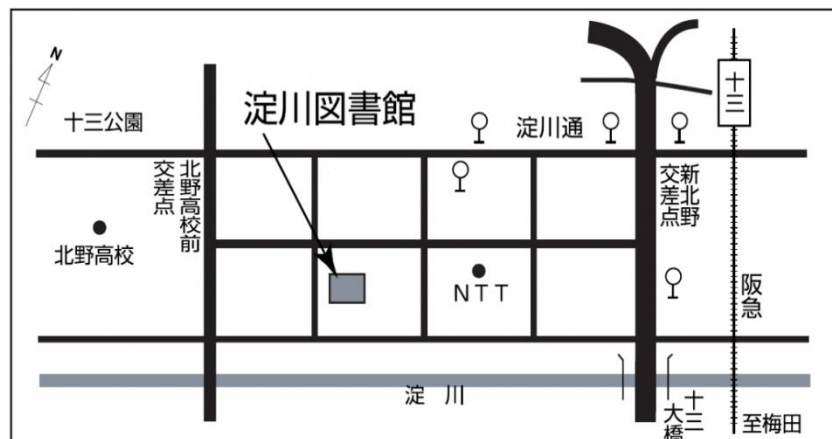 N
十三公園
淀川図書館
淀川通
十三
北野高校前
交差点
新北野
交差点
北野高校
NTT
阪急
淀川
十三
大橋
至梅田